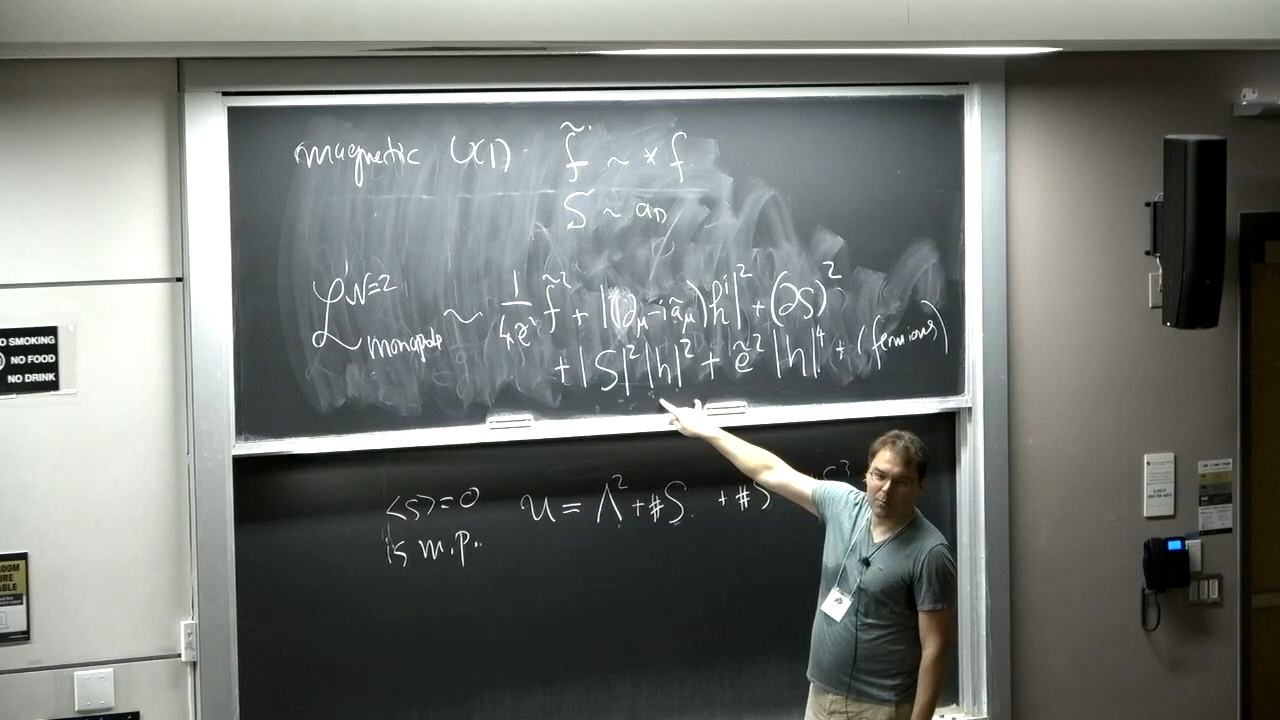 magnetic U(1). f̃ ~ *f
S ~ a_D
ℒ^{N=2}_{monopole} ~ 1/4ẽ² f̃² + |(∂_μ - iã_μ)h^i|² + (∂S)²
+ |S|²|h|² + ẽ²|h|⁴ + (fermions)
<S>=0 u = Λ² + #S + #S
is m.p.
NO SMOKING
NO FOOD
NO DRINK